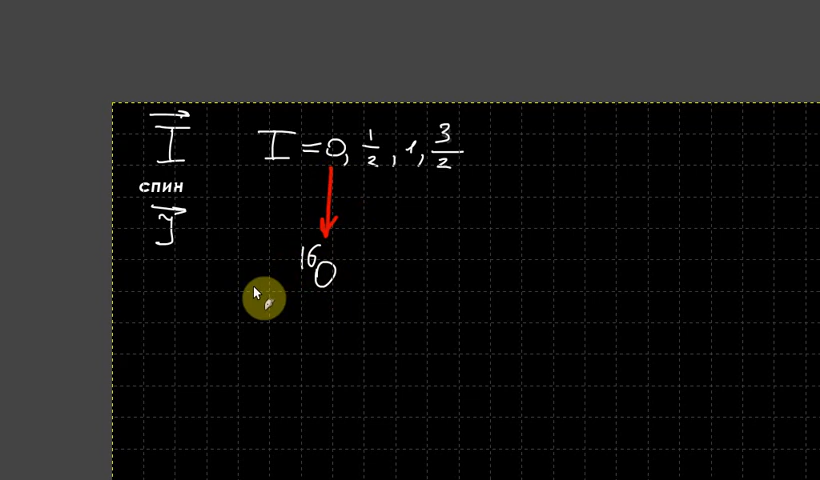 I⃗ I = 0, 1/2, 1, 3/2
спин
J⃗
¹⁶O